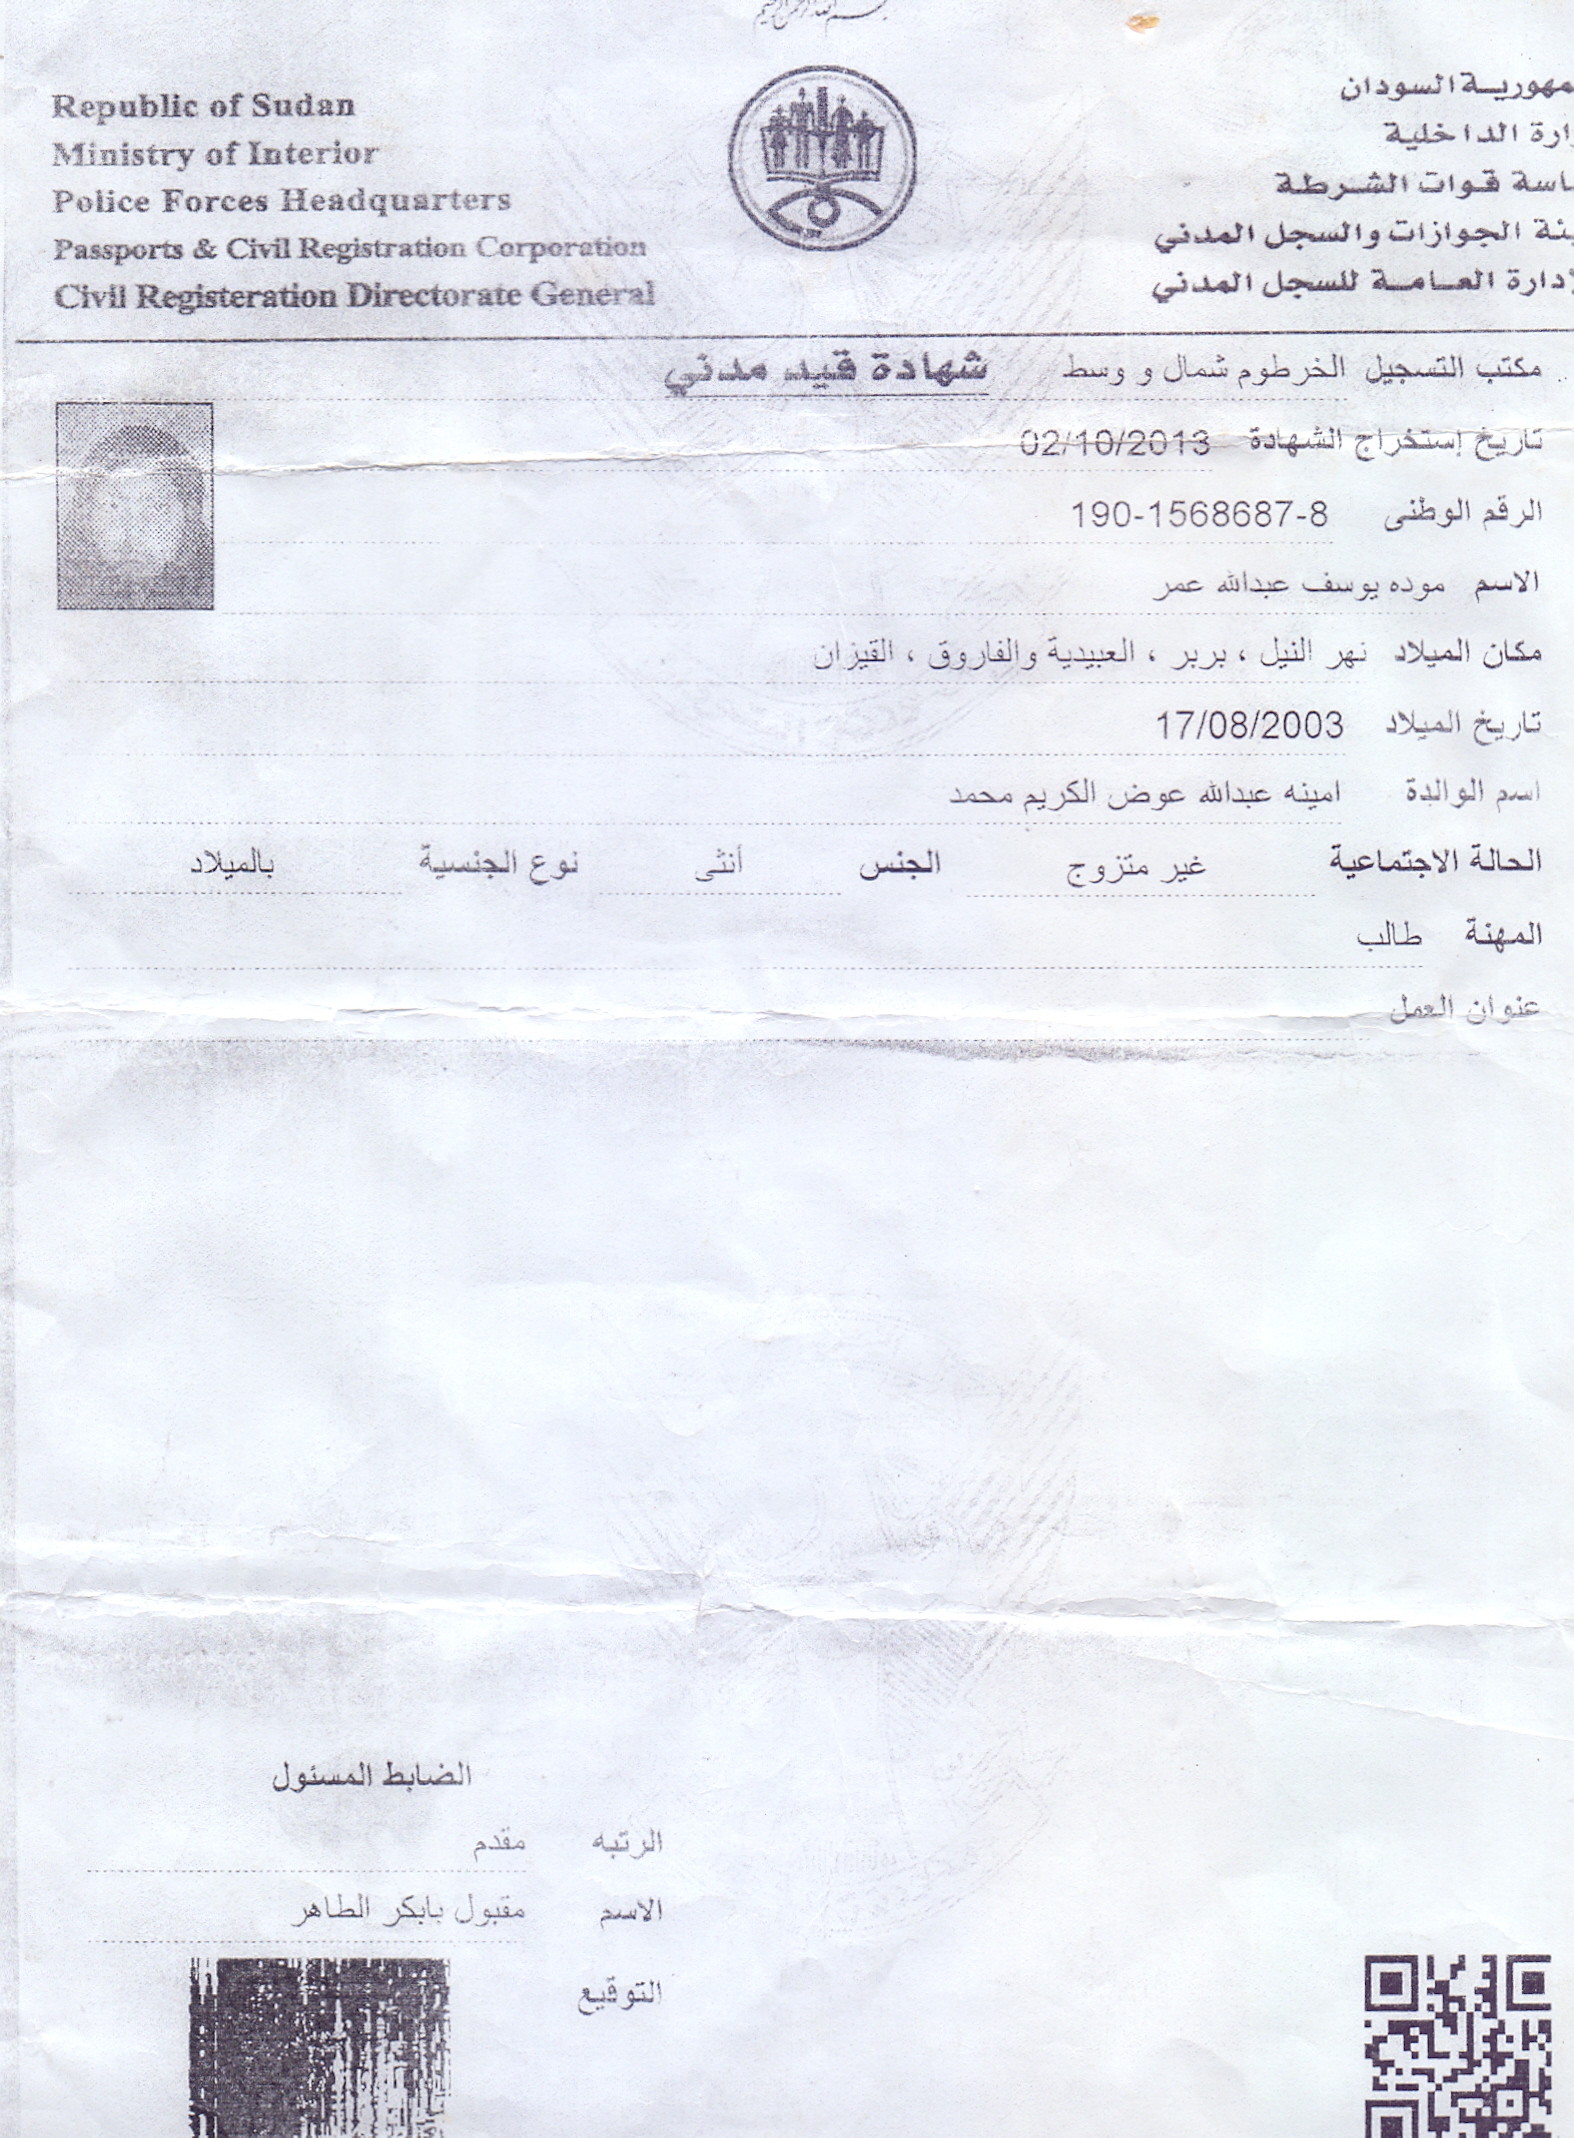 بسم الله الرحمن الرحيم
Republic of Sudan
Ministry of Interior
Police Forces Headquarters
Passports & Civil Registration Corporation
Civil Registeration Directorate General
مهورية السودان
ارة الداخلية
اسة قوات الشرطة
ئة الجوازات والسجل المدني
دارة العامة للسجل المدني
شهادة قيد مدني
مكتب التسجيل الخرطوم شمال و وسط
تاريخ إستخراج الشهادة 02/10/2013
الرقم الوطنى 190-1568687-8
الاسم موده يوسف عبدالله عمر
مكان الميلاد نهر النيل ، بربر ، العبيدية والفاروق ، القيزان
تاريخ الميلاد 17/08/2003
اسم الوالدة امينه عبدالله عوض الكريم محمد
الحالة الاجتماعية غير متزوج الجنس أنثى نوع الجنسية بالميلاد
المهنة طالب
عنوان العمل
الضابط المسئول
الرتبه مقدم
الاسم مقبول بابكر الطاهر
التوقيع